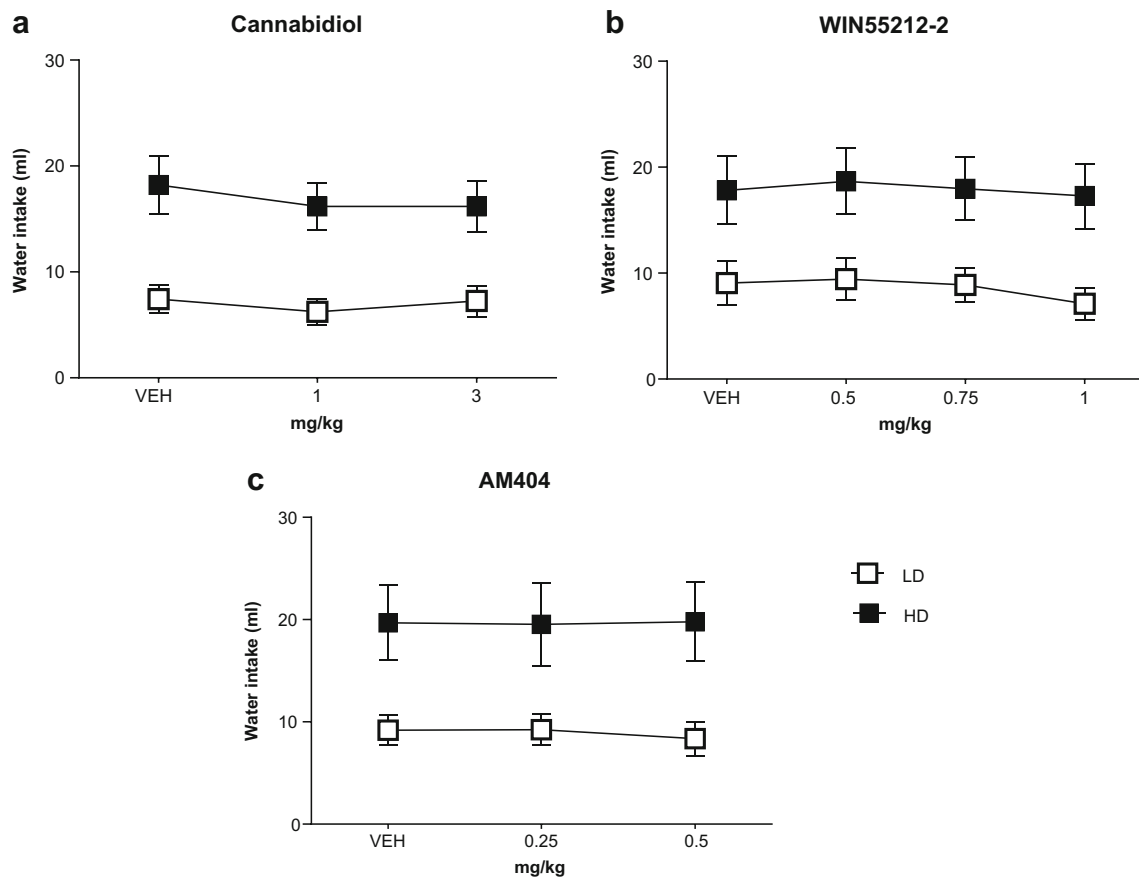 a
Cannabidiol
30
20
10
0
Water intake (ml)
VEH 1 3
mg/kg
b
WIN55212-2
30
20
10
0
Water intake (ml)
VEH 0.5 0.75 1
mg/kg
c
AM404
30
20
10
0
Water intake (ml)
VEH 0.25 0.5
mg/kg
LD
HD